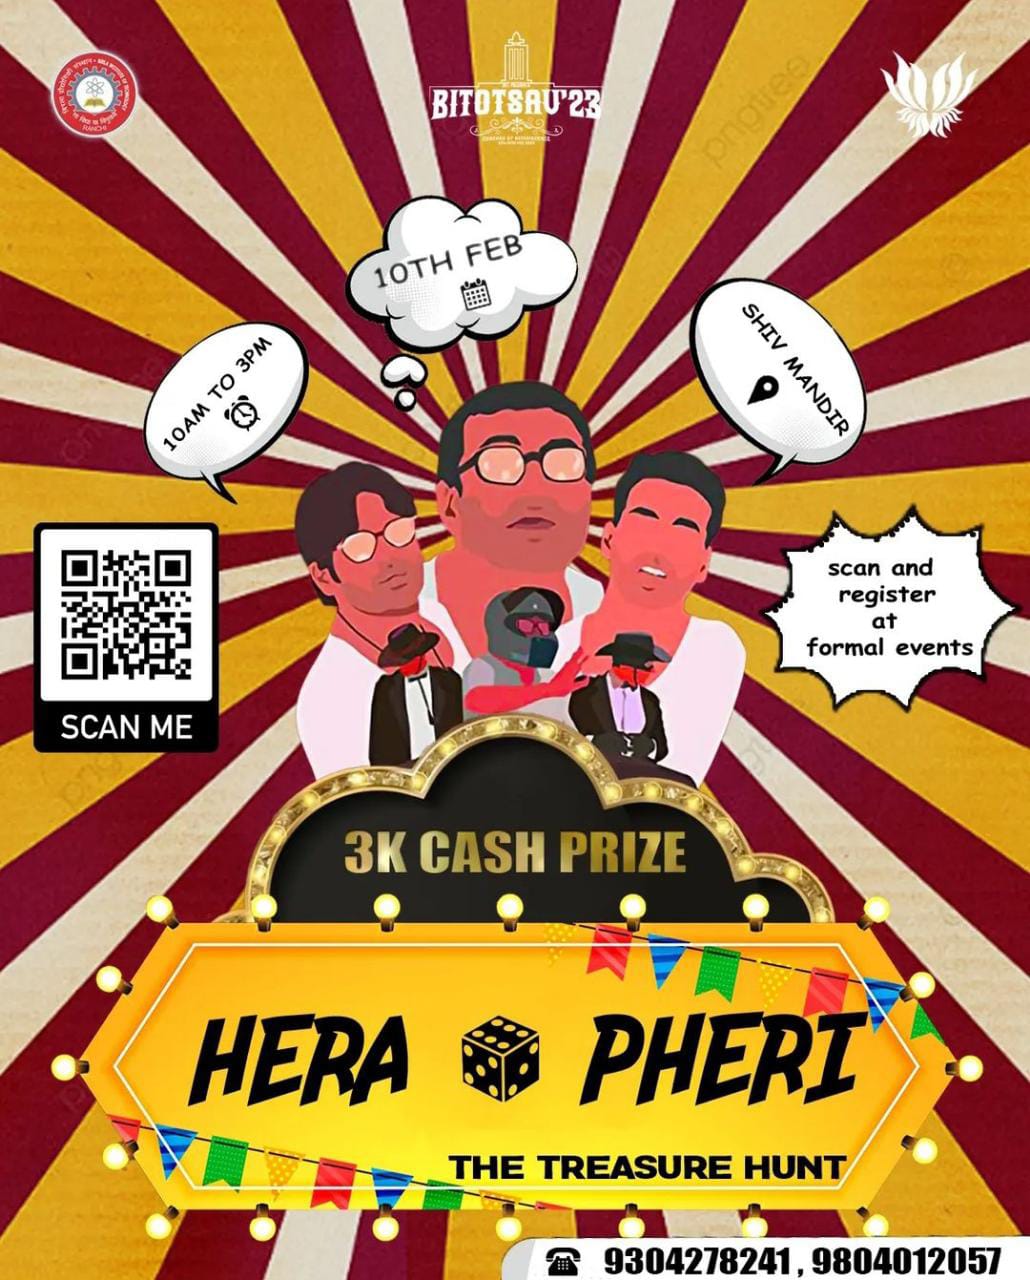 BITOTSAV'23
RANCHI
10TH FEB
10AM TO 3PM
SHIV MANDIR
scan and
register
at
formal events
SCAN ME
3K CASH PRIZE
HERA PHERI
THE TREASURE HUNT
9304278241, 9804012057